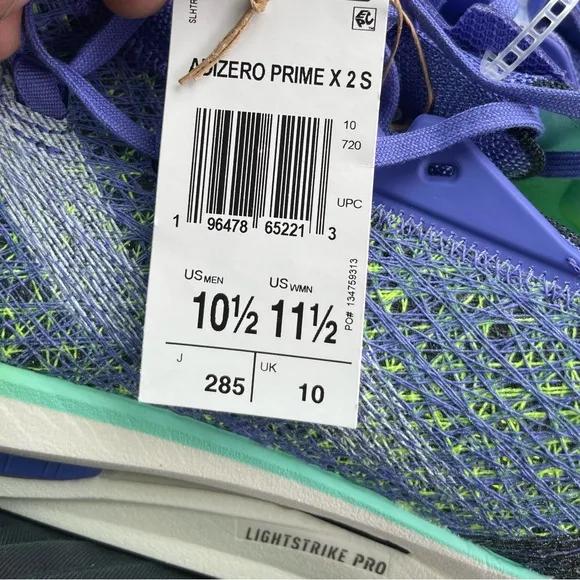 SLHTR
ADIZERO PRIME X 2 S
10
720
UPC
1 96478 65221 3
US MEN
10½
US WMN
11½
PO# 134759313
J
285
UK
10
LIGHTSTRIKE PRO